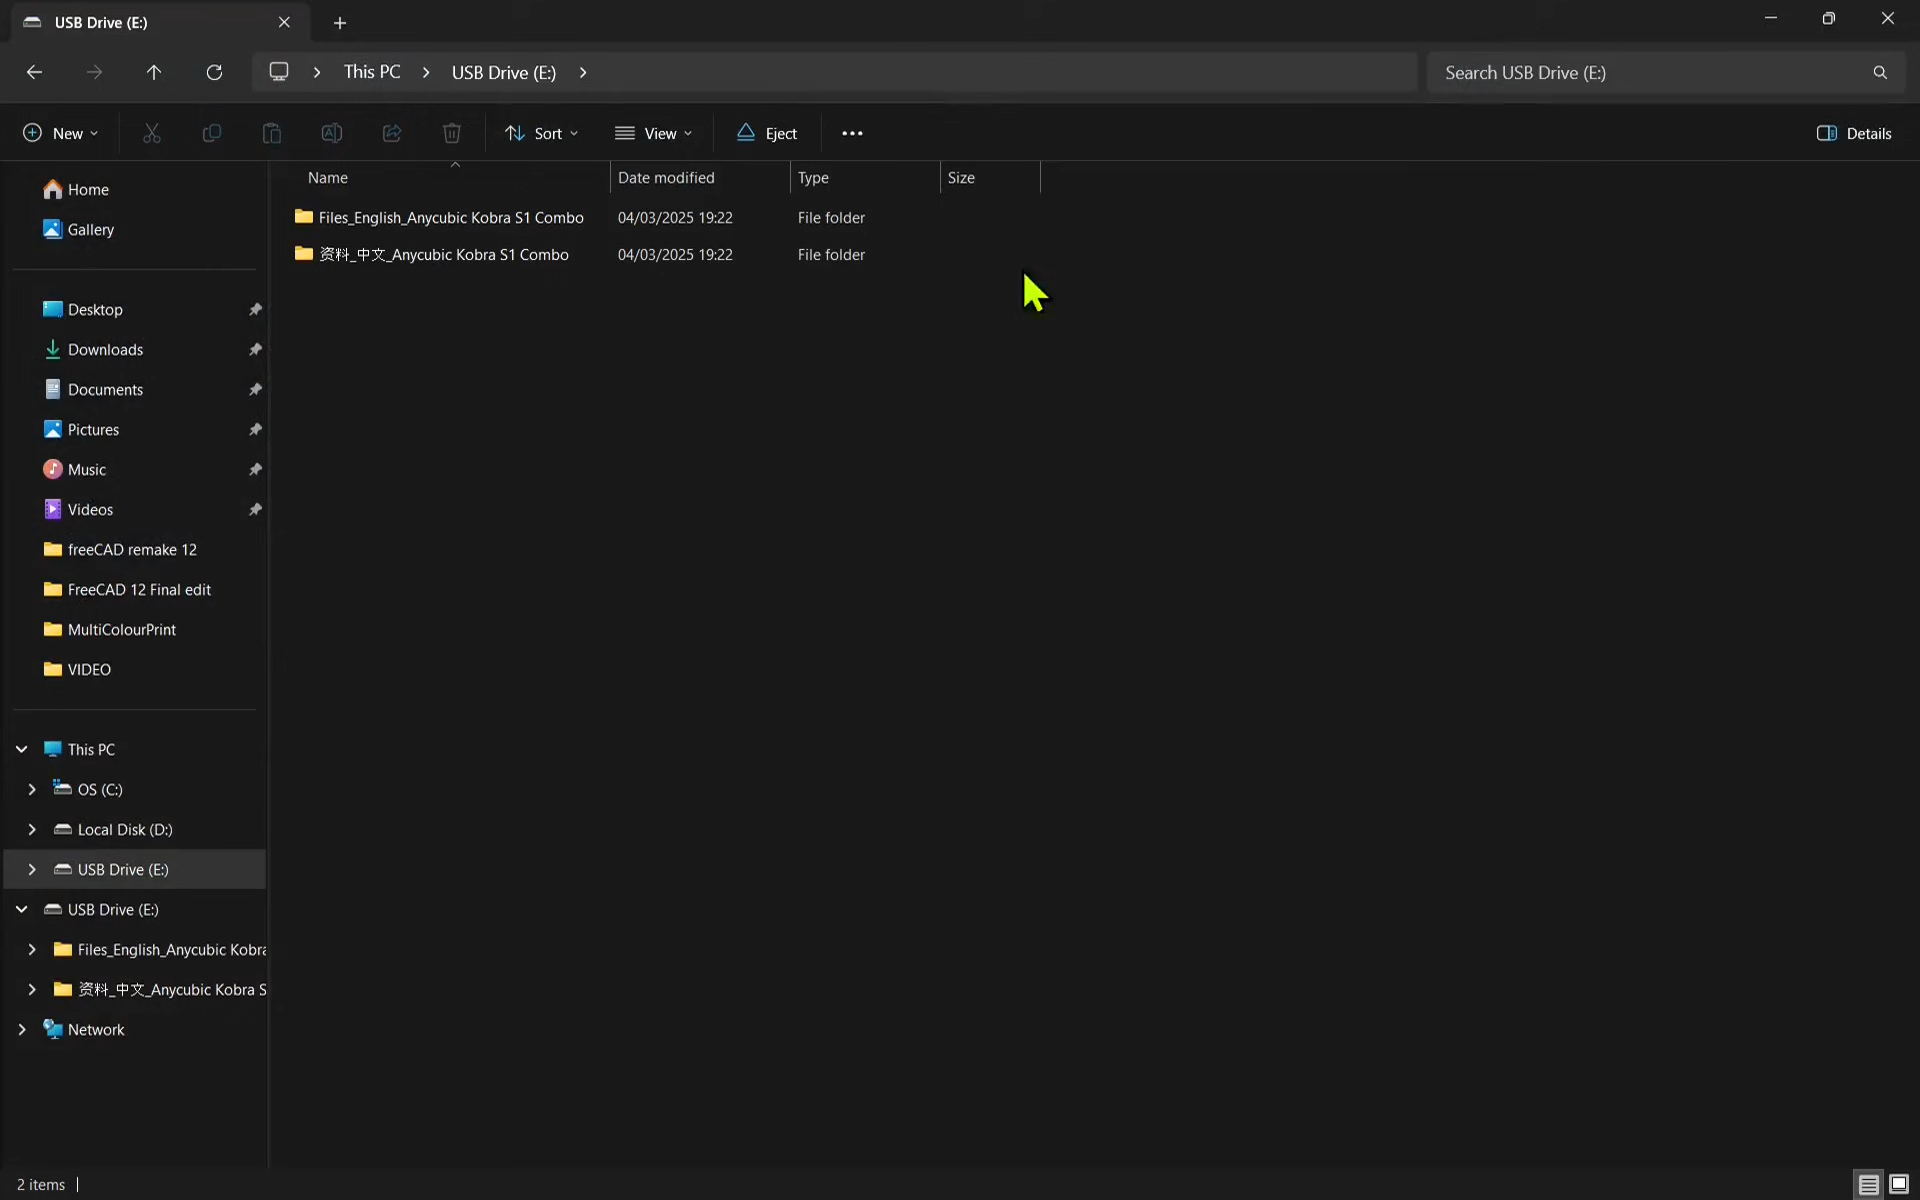 USB Drive (E:)
This PC
USB Drive (E:)
Search USB Drive (E:)
New
Sort
View
Eject
Details
Name
Date modified
Type
Size
Files_English_Anycubic Kobra S1 Combo 04/03/2025 19:22 File folder
资料_中文_Anycubic Kobra S1 Combo 04/03/2025 19:22 File folder
Home
Gallery
Desktop
Downloads
Documents
Pictures
Music
Videos
freeCAD remake 12
FreeCAD 12 Final edit
MultiColourPrint
VIDEO
This PC
OS (C:)
Local Disk (D:)
USB Drive (E:)
USB Drive (E:)
Files_English_Anycubic Kobra
资料_中文_Anycubic Kobra S
Network
2 items